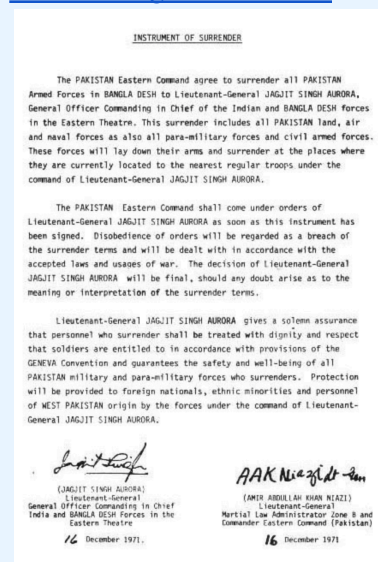 INSTRUMENT OF SURRENDER
The PAKISTAN Eastern Command agree to surrender all PAKISTAN
Armed Forces in BANGLA DESH to Lieutenant-General JAGJIT SINGH AURORA,
General Officer Commanding in Chief of the Indian and BANGLA DESH forces
in the Eastern Theatre. This surrender includes all PAKISTAN land, air
and naval forces as also all para-military forces and civil armed forces.
These forces will lay down their arms and surrender at the places where
they are currently located to the nearest regular troops under the
command of Lieutenant-General JAGJIT SINGH AURORA.
The PAKISTAN Eastern Command shall come under orders of
Lieutenant-General JAGJIT SINGH AURORA as soon as this instrument has
been signed. Disobedience of orders will be regarded as a breach of
the surrender terms and will be dealt with in accordance with the
accepted laws and usages of war. The decision of Lieutenant-General
JAGJIT SINGH AURORA will be final, should any doubt arise as to the
meaning or interpretation of the surrender terms.
Lieutenant-General JAGJIT SINGH AURORA gives a solemn assurance
that personnel who surrender shall be treated with dignity and respect
that soldiers are entitled to in accordance with provisions of the
GENEVA Convention and guarantees the safety and well-being of all
PAKISTAN military and para-military forces who surrenders. Protection
will be provided to foreign nationals, ethnic minorities and personnel
of WEST PAKISTAN origin by the forces under the command of Lieutenant-
General JAGJIT SINGH AURORA.
Jagjit Singh
(JAGJIT SINGH AURORA)
Lieutenant-General
General Officer Commanding in Chief
India and BANGLA DESH Forces in the
Eastern Theatre
16 December 1971.
AAK Niazi Lt Gen
(AMIR ABDULLAH KHAN NIAZI)
Lieutenant-General
Martial Law Administrator Zone B and
Commander Eastern Command (Pakistan)
16 December 1971